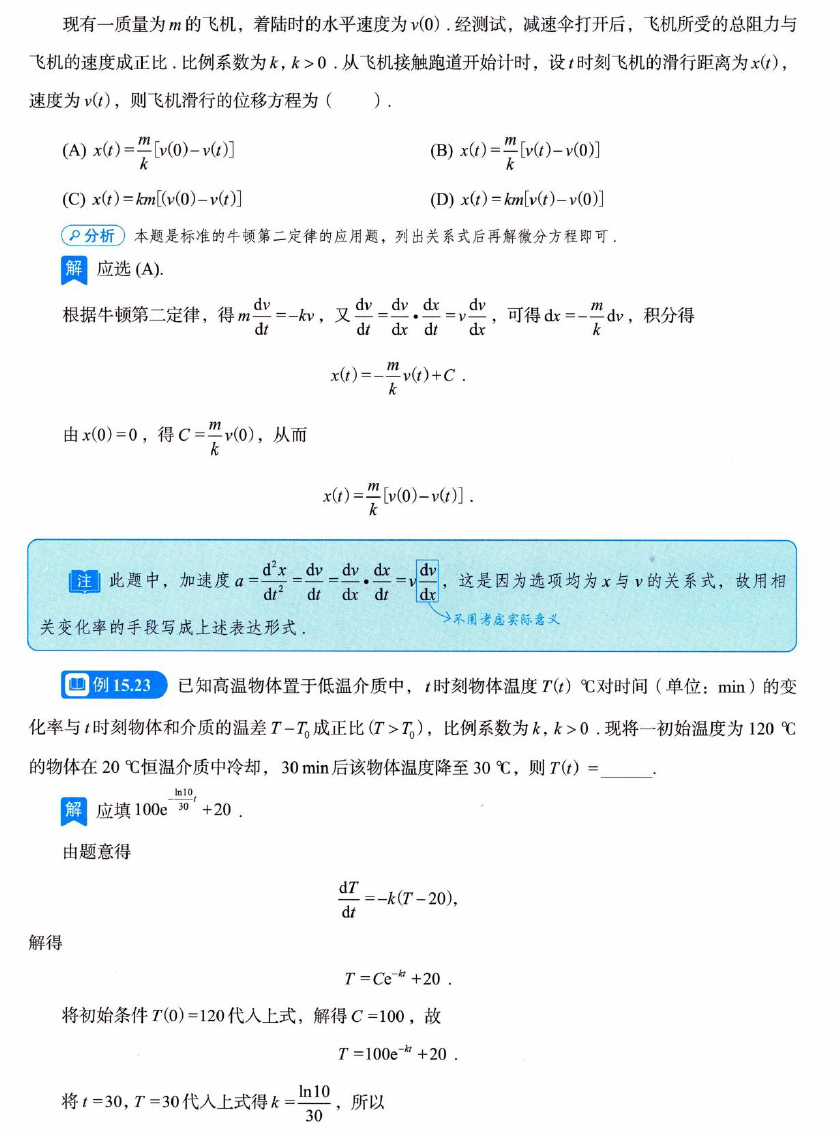 现有一质量为 m 的飞机，着陆时的水平速度为 v(0) . 经测试，减速伞打开后，飞机所受的总阻力与
飞机的速度成正比 . 比例系数为 k , k > 0 . 从飞机接触跑道开始计时，设 t 时刻飞机的滑行距离为 x(t) ，
速度为 v(t) ，则飞机滑行的位移方程为 (　　) .
(A) x(t) = \frac{m}{k}[v(0) - v(t)]　(B) x(t) = \frac{m}{k}[v(t) - v(0)]
(C) x(t) = km[(v(0) - v(t)]　(D) x(t) = km[v(t) - v(0)]
分析 本题是标准的牛顿第二定律的应用题，列出关系式后再解微分方程即可 .
解 应选 (A).
根据牛顿第二定律，得 m\frac{dv}{dt} = -kv ，又 \frac{dv}{dt} = \frac{dv}{dx} · \frac{dx}{dt} = v\frac{dv}{dx} ，可得 dx = -\frac{m}{k}dv ，积分得
x(t) = -\frac{m}{k}v(t) + C .
由 x(0) = 0 ，得 C = \frac{m}{k}v(0) ，从而
x(t) = \frac{m}{k}[v(0) - v(t)] .
注 此题中，加速度 a = \frac{d^2x}{dt^2} = \frac{dv}{dt} = \frac{dv}{dx} · \frac{dx}{dt} = v\frac{dv}{dx} ，这是因为选项均为 x 与 v 的关系式，故用相
关变化率的手段写成上述表达形式 .
不用考虑实际意义
例 15.23 已知高温物体置于低温介质中， t 时刻物体温度 T(t) ℃对时间（单位：min）的变
化率与 t 时刻物体和介质的温差 T - T_0 成正比 (T > T_0) ，比例系数为 k , k > 0 . 现将一初始温度为 120 ℃
的物体在 20 ℃恒温介质中冷却， 30 min 后该物体温度降至 30 ℃，则 T(t) = ______.
解 应填 100e^{-\frac{ln10}{30}t} + 20 .
由题意得
\frac{dT}{dt} = -k(T - 20),
解得
T = Ce^{-kt} + 20 .
将初始条件 T(0) = 120 代入上式，解得 C = 100 ，故
T = 100e^{-kt} + 20 .
将 t = 30, T = 30 代入上式得 k = \frac{ln10}{30} ，所以